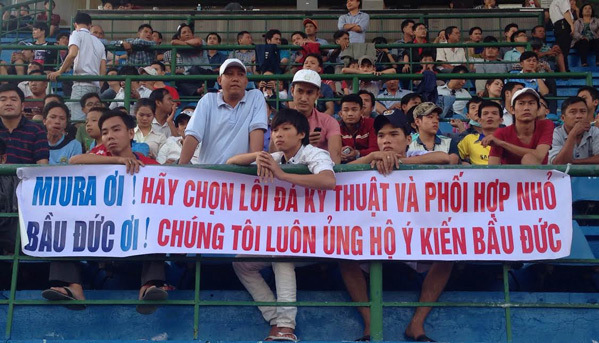 MIURA ƠI ! HÃY CHỌN LỐI ĐÁ KỸ THUẬT VÀ PHỐI HỢP NHỎ
BẦU ĐỨC ƠI ! CHÚNG TÔI LUÔN ỦNG HỘ Ý KIẾN BẦU ĐỨC